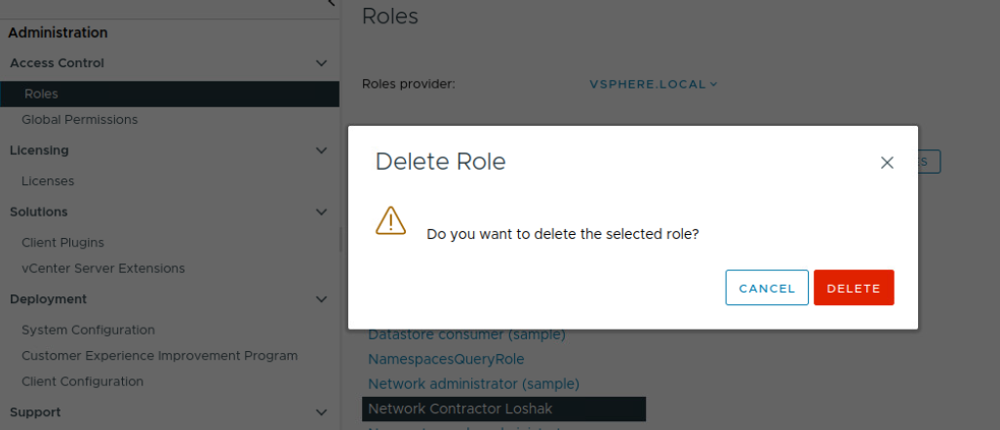 Administration
Access Control
Roles
Global Permissions
Licensing
Licenses
Solutions
Client Plugins
vCenter Server Extensions
Deployment
System Configuration
Customer Experience Improvement Program
Client Configuration
Support
Roles
Roles provider:
VSPHERE.LOCAL
Delete Role
Do you want to delete the selected role?
CANCEL
DELETE
Datastore consumer (sample)
NamespacesQueryRole
Network administrator (sample)
Network Contractor Loshak